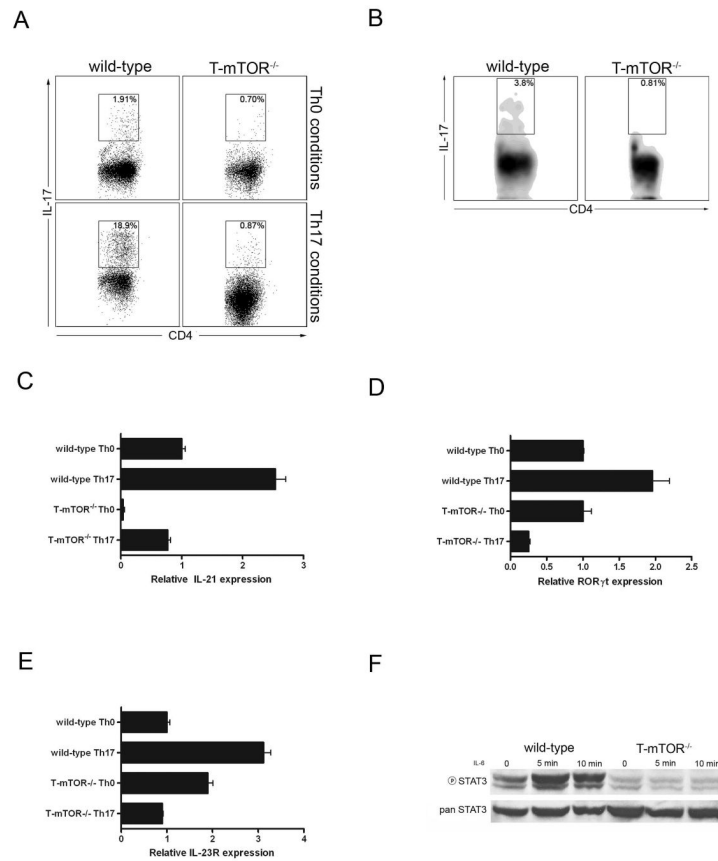 A
wild-type T-mTOR-/-
1.91% 0.70%
Th0 conditions
18.9% 0.87%
Th17 conditions
IL-17
CD4
B
wild-type T-mTOR-/-
3.8% 0.81%
IL-17
CD4
C
wild-type Th0
wild-type Th17
T-mTOR-/- Th0
T-mTOR-/- Th17
0 1 2 3
Relative IL-21 expression
D
wild-type Th0
wild-type Th17
T-mTOR-/- Th0
T-mTOR-/- Th17
0.0 0.5 1.0 1.5 2.0 2.5
Relative RORγt expression
E
wild-type Th0
wild-type Th17
T-mTOR-/- Th0
T-mTOR-/- Th17
0 1 2 3 4
Relative IL-23R expression
F
wild-type T-mTOR-/-
IL-6 0 5 min 10 min 0 5 min 10 min
Ⓟ STAT3
pan STAT3